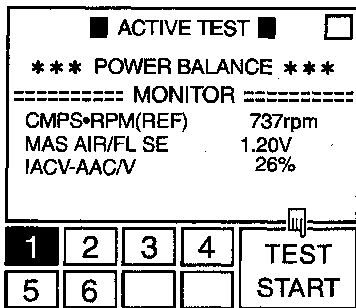 ■ ACTIVE TEST ■ □
*** POWER BALANCE ***
========= MONITOR =========
CMPS•RPM(REF) 737rpm
MAS AIR/FL SE 1.20V
IACV-AAC/V 26%
1 2 3 4 TEST
5 6 START